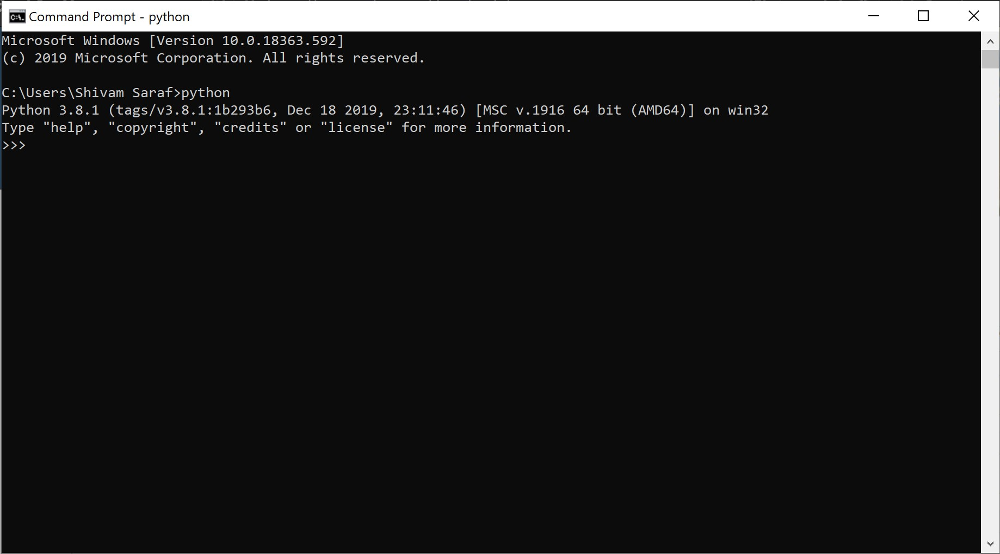 Command Prompt - python
Microsoft Windows [Version 10.0.18363.592]
(c) 2019 Microsoft Corporation. All rights reserved.
C:\Users\Shivam Saraf>python
Python 3.8.1 (tags/v3.8.1:1b293b6, Dec 18 2019, 23:11:46) [MSC v.1916 64 bit (AMD64)] on win32
Type "help", "copyright", "credits" or "license" for more information.
>>>